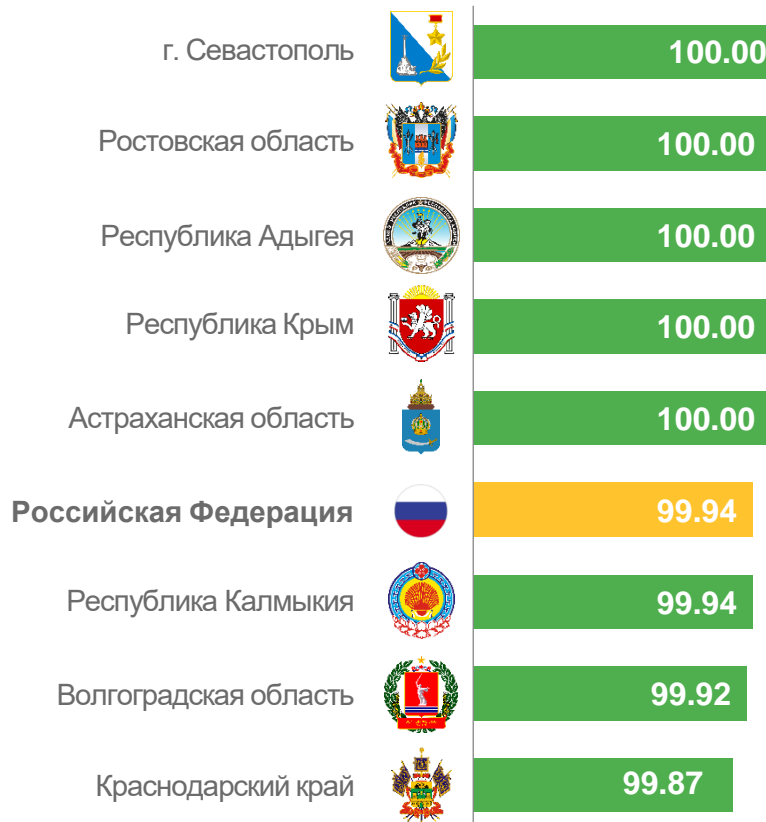 г. Севастополь 100.00
Ростовская область 100.00
Республика Адыгея 100.00
Республика Крым 100.00
Астраханская область 100.00
Российская Федерация 99.94
Республика Калмыкия 99.94
Волгоградская область 99.92
Краснодарский край 99.87